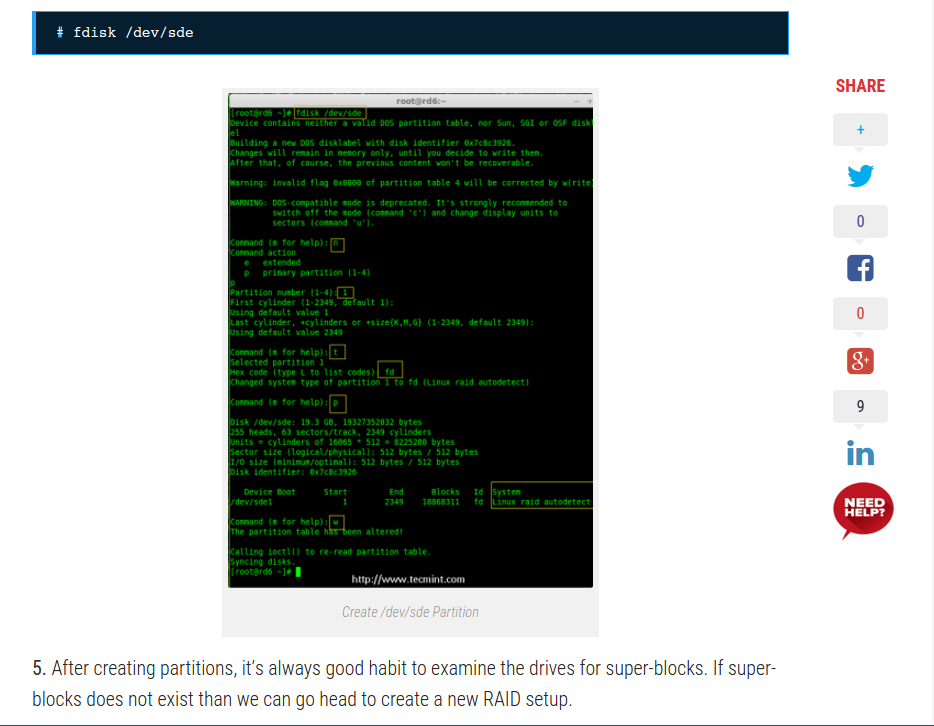 # fdisk /dev/sde
SHARE
+
0
0
9
in
NEED
HELP?
root@rd6:~
[root@rd6 ~]# fdisk /dev/sde
Device contains neither a valid DOS partition table, nor Sun, SGI or OSF diskl
el
Building a new DOS disklabel with disk identifier 0x7c8c3926.
Changes will remain in memory only, until you decide to write them.
After that, of course, the previous content won't be recoverable.
Warning: invalid flag 0x0000 of partition table 4 will be corrected by w(rite)
WARNING: DOS-compatible mode is deprecated. It's strongly recommended to
switch off the mode (command 'c') and change display units to
sectors (command 'u').
Command (m for help): n
Command action
e extended
p primary partition (1-4)
p
Partition number (1-4): 1
First cylinder (1-2349, default 1):
Using default value 1
Last cylinder, +cylinders or +size{K,M,G} (1-2349, default 2349):
Using default value 2349
Command (m for help): t
Selected partition 1
Hex code (type L to list codes): fd
Changed system type of partition 1 to fd (Linux raid autodetect)
Command (m for help): p
Disk /dev/sde: 19.3 GB, 19327352832 bytes
255 heads, 63 sectors/track, 2349 cylinders
Units = cylinders of 16065 * 512 = 8225280 bytes
Sector size (logical/physical): 512 bytes / 512 bytes
I/O size (minimum/optimal): 512 bytes / 512 bytes
Disk identifier: 0x7c8c3926
Device Boot Start End Blocks Id System
/dev/sde1 1 2349 18868311 fd Linux raid autodetect
Command (m for help): w
The partition table has been altered!
Calling ioctl() to re-read partition table.
Syncing disks.
[root@rd6 ~]#
http://www.tecmint.com
Create /dev/sde Partition
5. After creating partitions, it's always good habit to examine the drives for super-blocks. If super-
blocks does not exist than we can go head to create a new RAID setup.